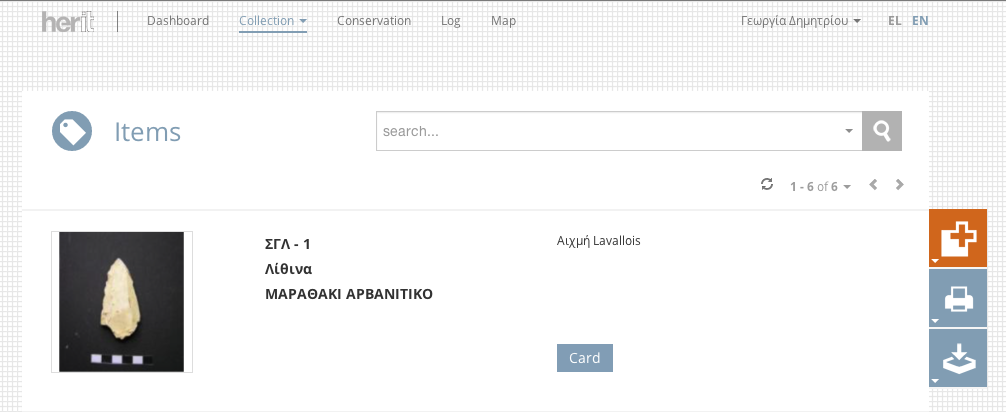 herit
Dashboard Collection Conservation Log Map Γεωργία Δημητρίου EL EN
Items
search...
1 - 6 of 6
ΣΓΛ - 1
Λίθινα
ΜΑΡΑΘΑΚΙ ΑΡΒΑΝΙΤΙΚΟ
Αιχμή Lavallois
Card